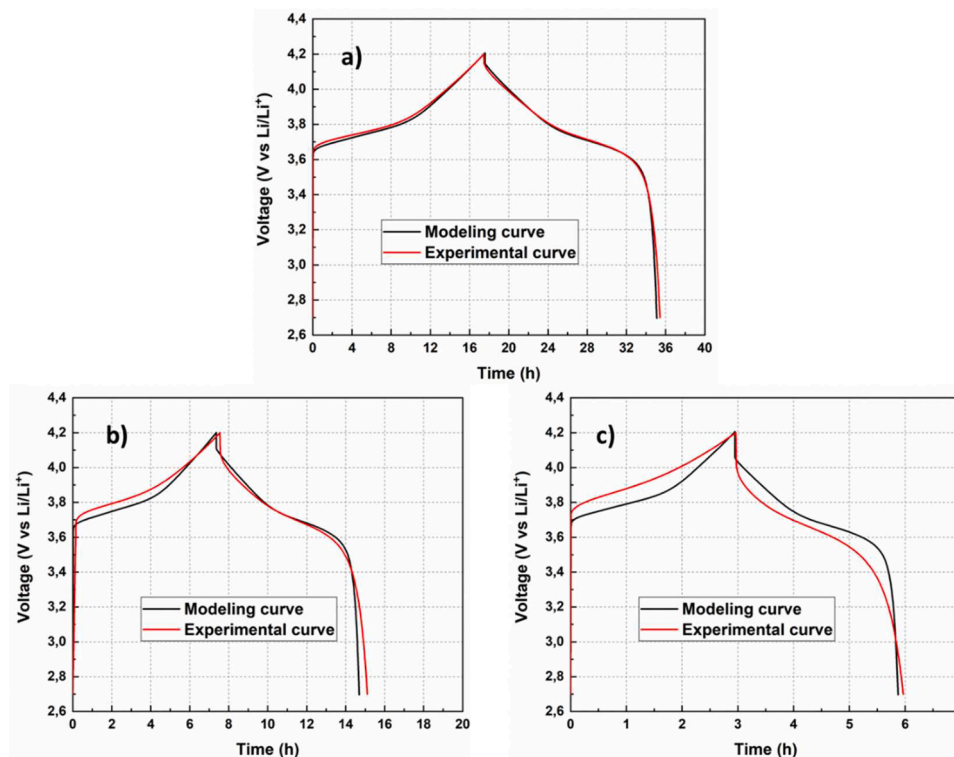 a)
Voltage (V vs Li/Li⁺)
4,4
4,2
4,0
3,8
3,6
3,4
3,2
3,0
2,8
2,6
Modeling curve
Experimental curve
0 4 8 12 16 20 24 28 32 36 40
Time (h)
b)
Voltage (V vs Li/Li⁺)
4,4
4,2
4,0
3,8
3,6
3,4
3,2
3,0
2,8
2,6
Modeling curve
Experimental curve
0 2 4 6 8 10 12 14 16 18 20
Time (h)
c)
Voltage (V vs Li/Li⁺)
4,4
4,2
4,0
3,8
3,6
3,4
3,2
3,0
2,8
2,6
Modeling curve
Experimental curve
0 1 2 3 4 5 6
Time (h)